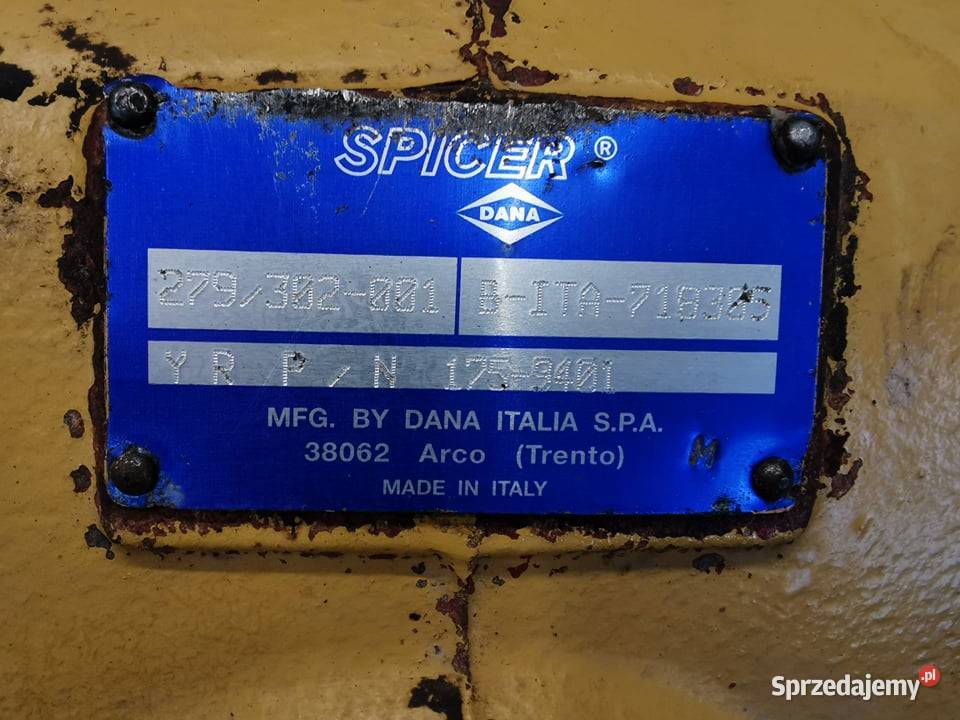 SPICER ®
DANA
279/302-001 B-ITA-718385
YR P/N 175-9401
MFG. BY DANA ITALIA S.P.A.
38062 Arco (Trento) M
MADE IN ITALY
Sprzedajemy.pl